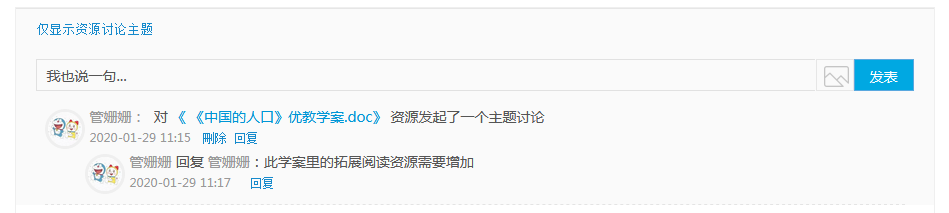 仅显示资源讨论主题
我也说一句...
发表
管姗姗： 对 《 《中国的人口》优教学案.doc》 资源发起了一个主题讨论
2020-01-29 11:15 刪除 回复
管姗姗 回复 管姗姗：此学案里的拓展阅读资源需要增加
2020-01-29 11:17 回复